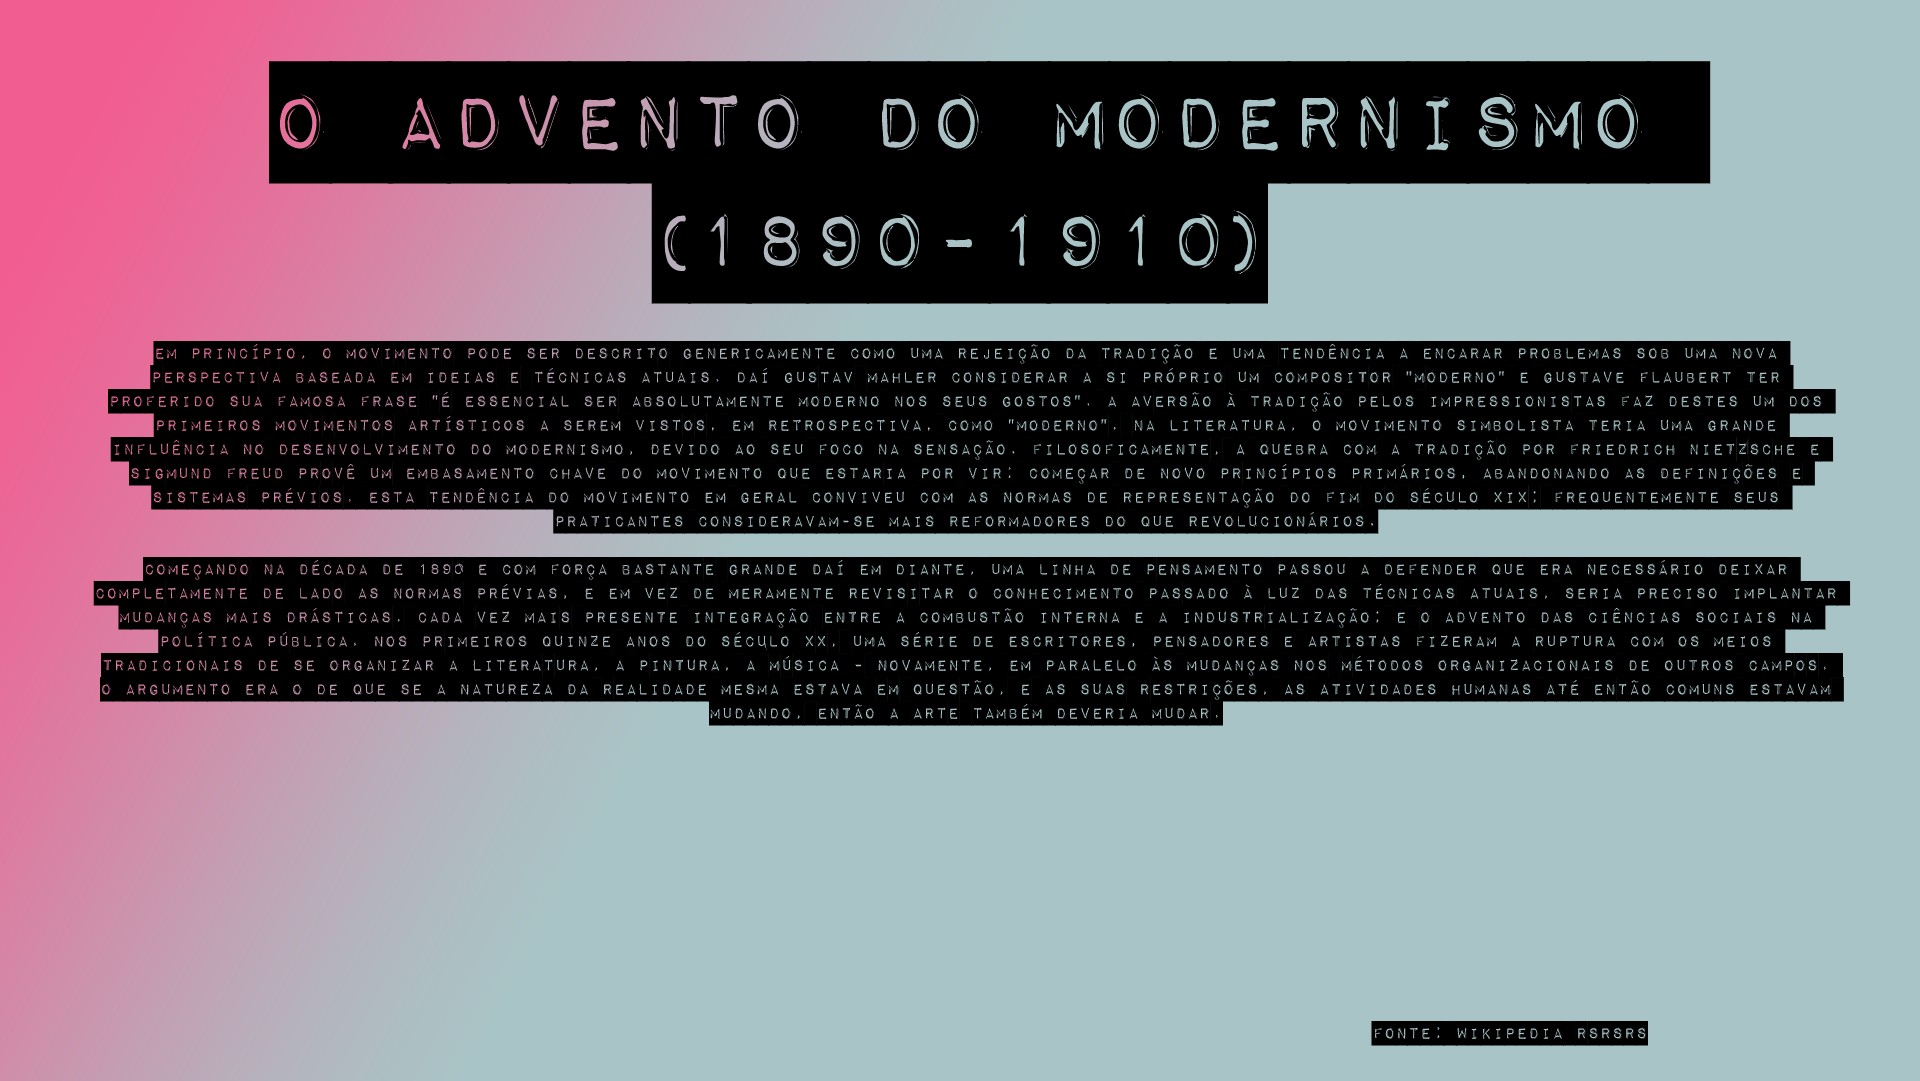 O ADVENTO DO MODERNISMO
(1890-1910)
EM PRINCÍPIO, O MOVIMENTO PODE SER DESCRITO GENERICAMENTE COMO UMA REJEIÇÃO DA TRADIÇÃO E UMA TENDÊNCIA A ENCARAR PROBLEMAS SOB UMA NOVA
PERSPECTIVA BASEADA EM IDEIAS E TÉCNICAS ATUAIS. DAÍ GUSTAV MAHLER CONSIDERAR A SI PRÓPRIO UM COMPOSITOR "MODERNO" E GUSTAVE FLAUBERT TER
PROFERIDO SUA FAMOSA FRASE "É ESSENCIAL SER ABSOLUTAMENTE MODERNO NOS SEUS GOSTOS". A AVERSÃO À TRADIÇÃO PELOS IMPRESSIONISTAS FAZ DESTES UM DOS
PRIMEIROS MOVIMENTOS ARTÍSTICOS A SEREM VISTOS, EM RETROSPECTIVA, COMO "MODERNO". NA LITERATURA, O MOVIMENTO SIMBOLISTA TERIA UMA GRANDE
INFLUÊNCIA NO DESENVOLVIMENTO DO MODERNISMO, DEVIDO AO SEU FOCO NA SENSAÇÃO. FILOSOFICAMENTE, A QUEBRA COM A TRADIÇÃO POR FRIEDRICH NIETZSCHE E
SIGMUND FREUD PROVÊ UM EMBASAMENTO CHAVE DO MOVIMENTO QUE ESTARIA POR VIR: COMEÇAR DE NOVO PRINCÍPIOS PRIMÁRIOS, ABANDONANDO AS DEFINIÇÕES E
SISTEMAS PRÉVIOS. ESTA TENDÊNCIA DO MOVIMENTO EM GERAL CONVIVEU COM AS NORMAS DE REPRESENTAÇÃO DO FIM DO SÉCULO XIX; FREQUENTEMENTE SEUS
PRATICANTES CONSIDERAVAM-SE MAIS REFORMADORES DO QUE REVOLUCIONÁRIOS.
COMEÇANDO NA DÉCADA DE 1890 E COM FORÇA BASTANTE GRANDE DAÍ EM DIANTE, UMA LINHA DE PENSAMENTO PASSOU A DEFENDER QUE ERA NECESSÁRIO DEIXAR
COMPLETAMENTE DE LADO AS NORMAS PRÉVIAS, E EM VEZ DE MERAMENTE REVISITAR O CONHECIMENTO PASSADO À LUZ DAS TÉCNICAS ATUAIS, SERIA PRECISO IMPLANTAR
MUDANÇAS MAIS DRÁSTICAS. CADA VEZ MAIS PRESENTE INTEGRAÇÃO ENTRE A COMBUSTÃO INTERNA E A INDUSTRIALIZAÇÃO; E O ADVENTO DAS CIÊNCIAS SOCIAIS NA
POLÍTICA PÚBLICA. NOS PRIMEIROS QUINZE ANOS DO SÉCULO XX, UMA SÉRIE DE ESCRITORES, PENSADORES E ARTISTAS FIZERAM A RUPTURA COM OS MEIOS
TRADICIONAIS DE SE ORGANIZAR A LITERATURA, A PINTURA, A MÚSICA - NOVAMENTE, EM PARALELO ÀS MUDANÇAS NOS MÉTODOS ORGANIZACIONAIS DE OUTROS CAMPOS.
O ARGUMENTO ERA O DE QUE SE A NATUREZA DA REALIDADE MESMA ESTAVA EM QUESTÃO, E AS SUAS RESTRIÇÕES, AS ATIVIDADES HUMANAS ATÉ ENTÃO COMUNS ESTAVAM
MUDANDO, ENTÃO A ARTE TAMBÉM DEVERIA MUDAR.
FONTE: WIKIPEDIA RSRSRS